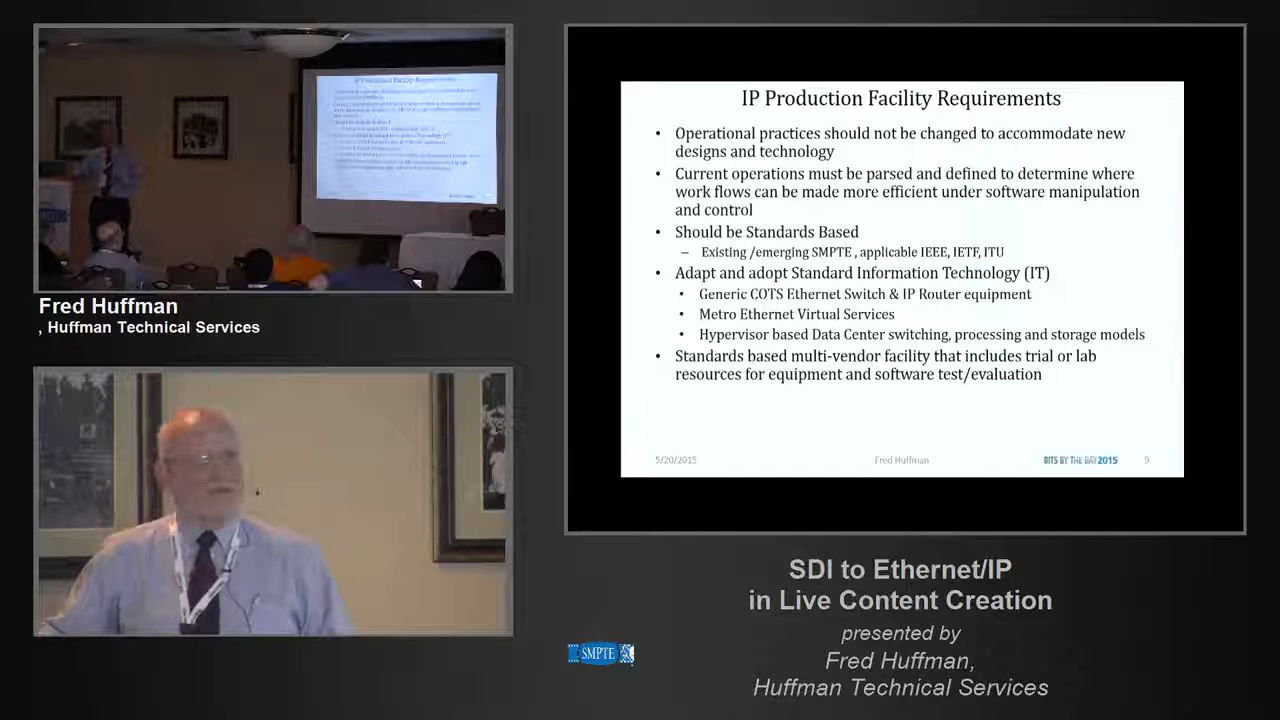 IP Production Facility Requirements
Fred Huffman
, Huffman Technical Services
IP Production Facility Requirements
• Operational practices should not be changed to accommodate new
designs and technology
• Current operations must be parsed and defined to determine where
work flows can be made more efficient under software manipulation
and control
• Should be Standards Based
– Existing /emerging SMPTE , applicable IEEE, IETF, ITU
• Adapt and adopt Standard Information Technology (IT)
• Generic COTS Ethernet Switch & IP Router equipment
• Metro Ethernet Virtual Services
• Hypervisor based Data Center switching, processing and storage models
• Standards based multi-vendor facility that includes trial or lab
resources for equipment and software test/evaluation
5/20/2015
Fred Huffman
BITS BY THE BAY2015
9
SDI to Ethernet/IP
in Live Content Creation
presented by
Fred Huffman,
Huffman Technical Services
SMPTE